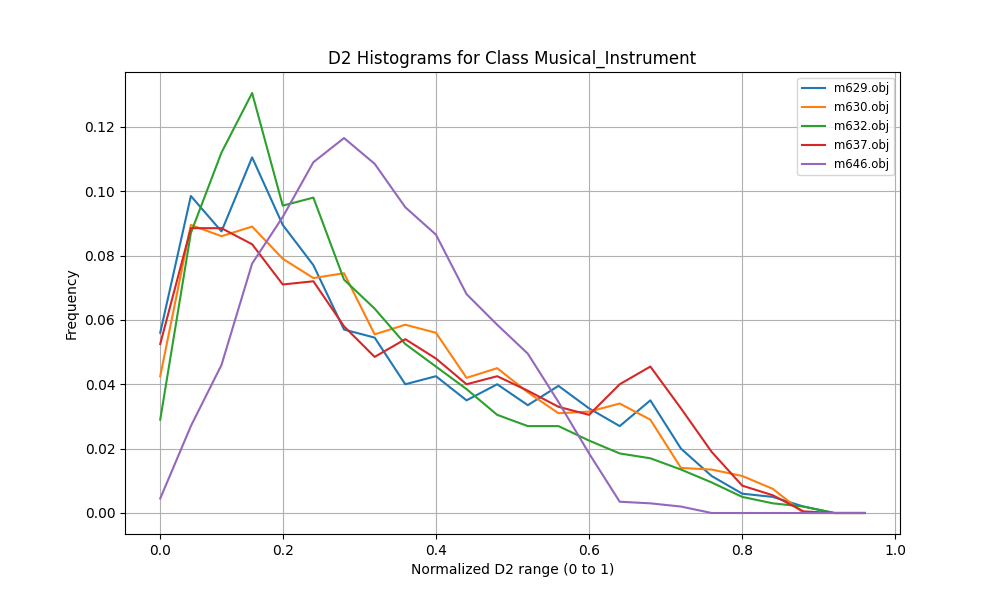 D2 Histograms for Class Musical_Instrument
m629.obj
m630.obj
m632.obj
m637.obj
m646.obj
0.12
0.10
0.08
0.06
0.04
0.02
0.00
Frequency
0.0 0.2 0.4 0.6 0.8 1.0
Normalized D2 range (0 to 1)